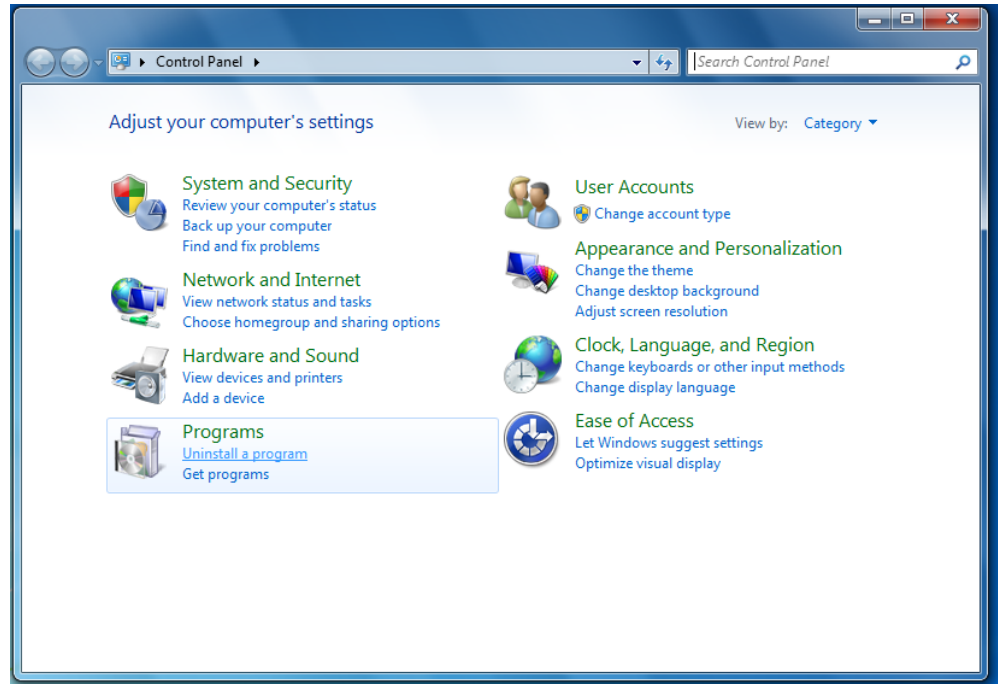 Control Panel
Search Control Panel
Adjust your computer's settings
View by: Category
System and Security
Review your computer's status
Back up your computer
Find and fix problems
Network and Internet
View network status and tasks
Choose homegroup and sharing options
Hardware and Sound
View devices and printers
Add a device
Programs
Uninstall a program
Get programs
User Accounts
Change account type
Appearance and Personalization
Change the theme
Change desktop background
Adjust screen resolution
Clock, Language, and Region
Change keyboards or other input methods
Change display language
Ease of Access
Let Windows suggest settings
Optimize visual display